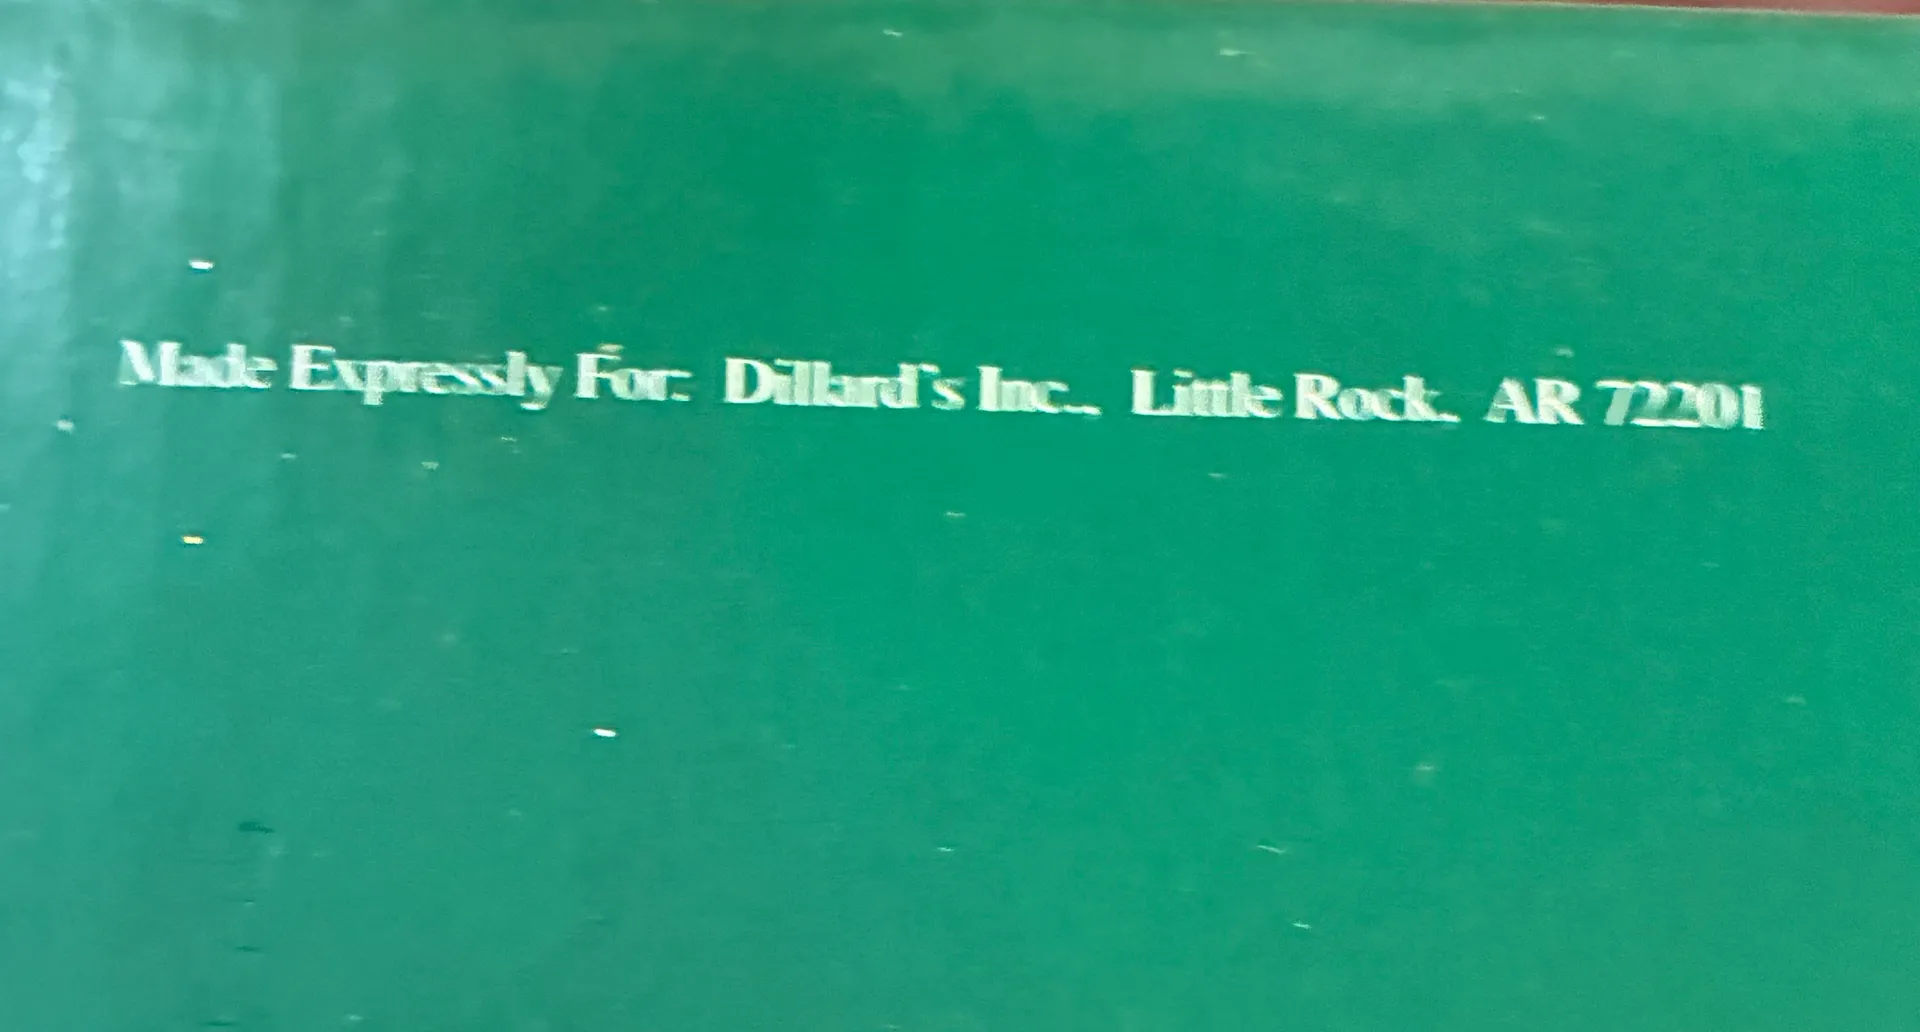 Made Expressly For: Dillard's Inc., Little Rock, AR 72201